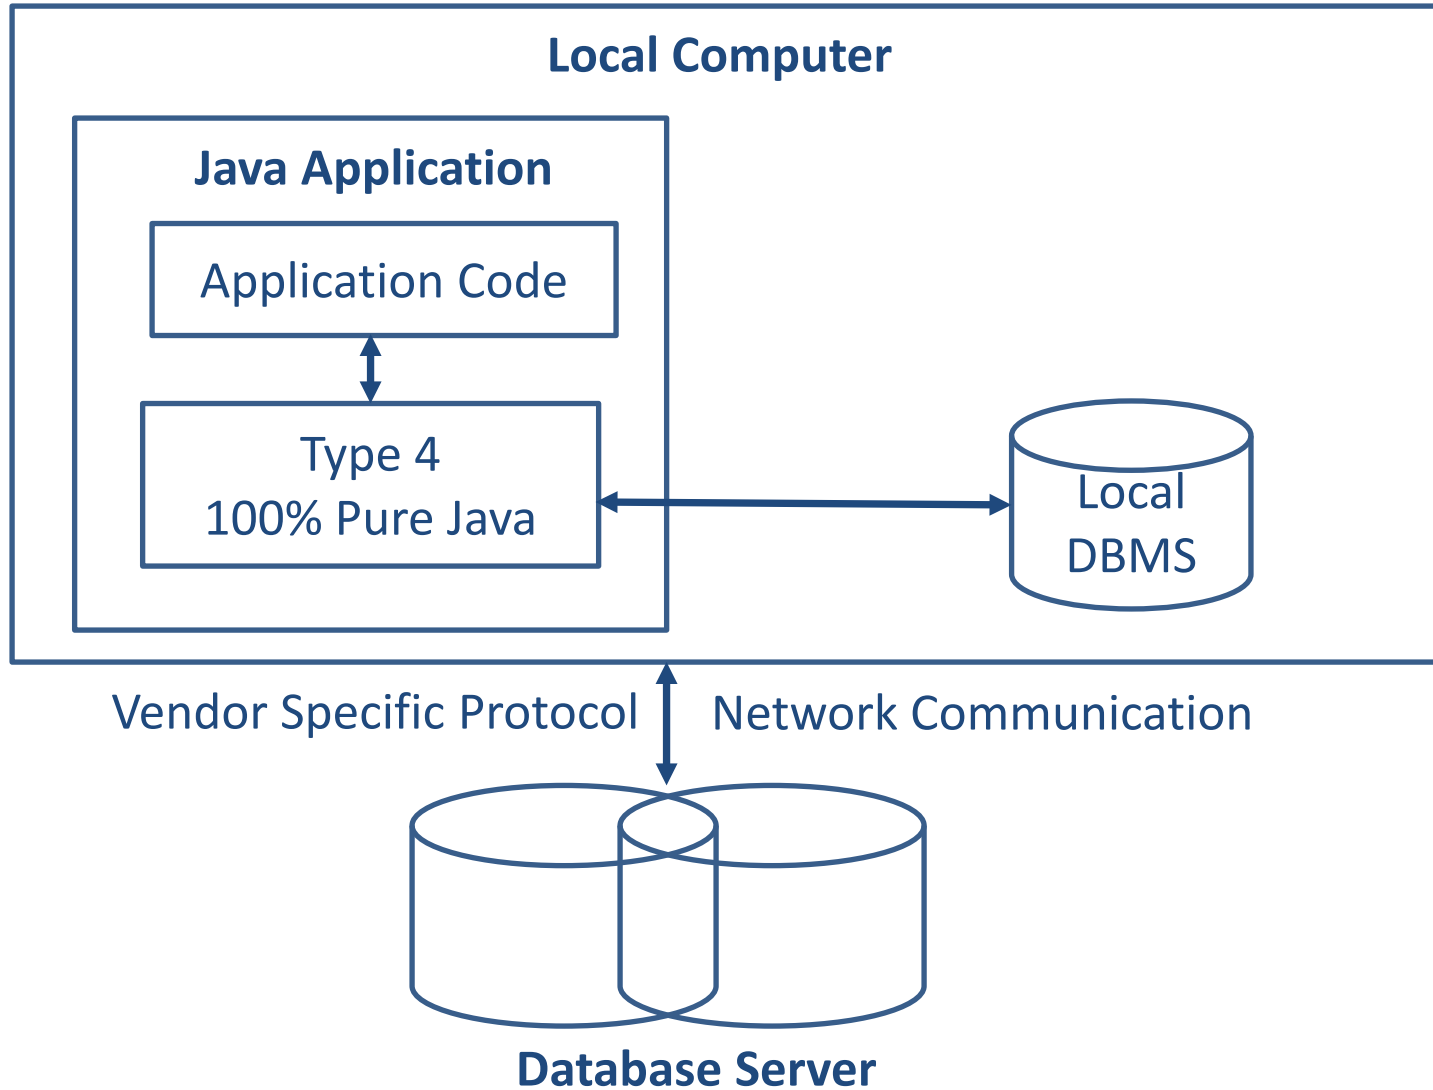 Local Computer
Java Application
Application Code
Type 4
100% Pure Java
Local
DBMS
Vendor Specific Protocol
Network Communication
Database Server